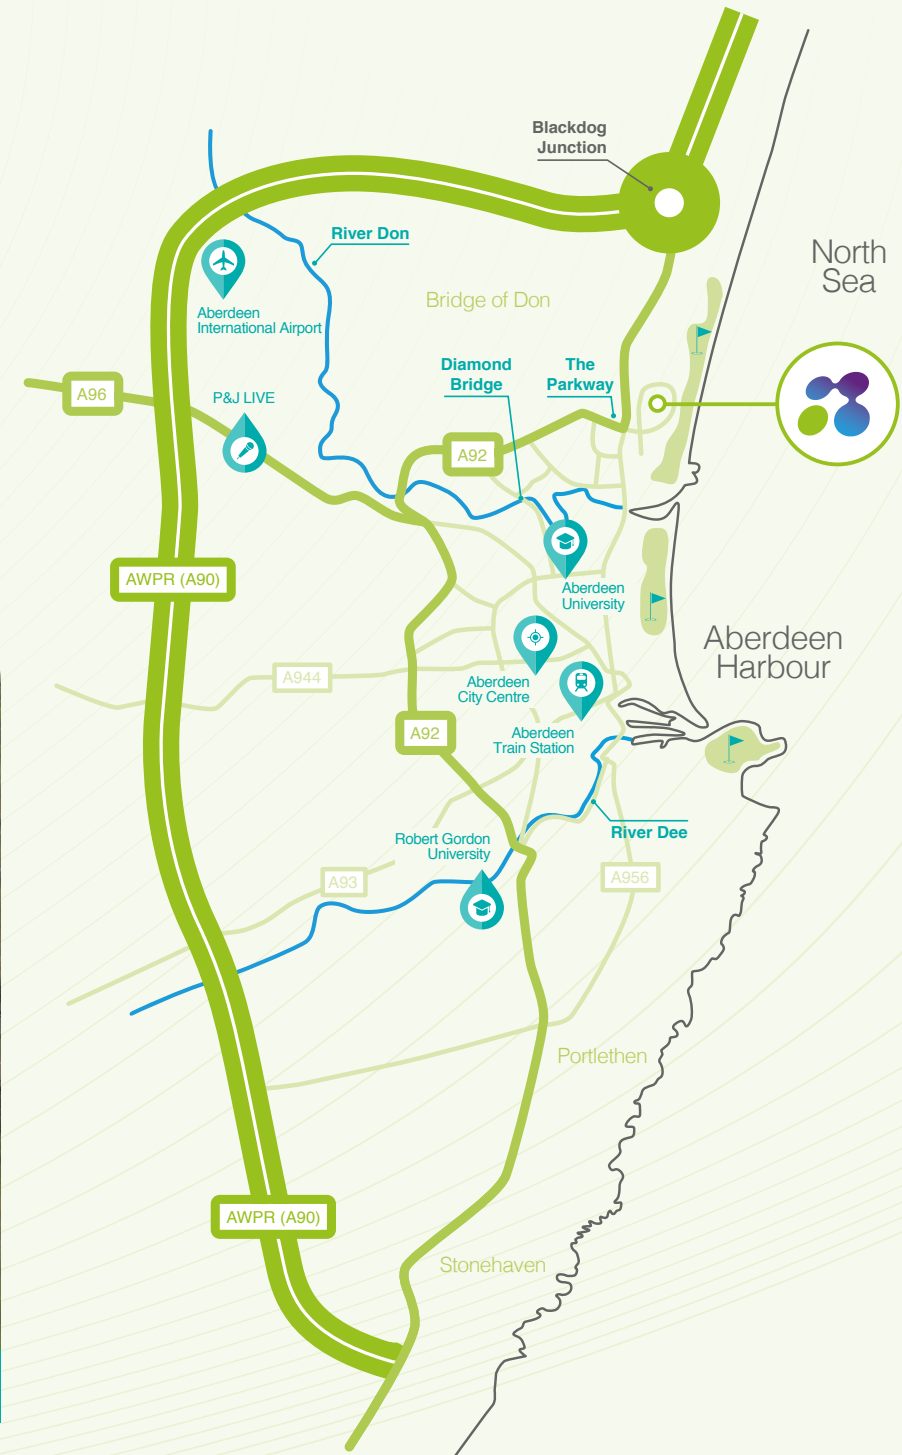 Blackdog
Junction
River Don
North
Sea
Aberdeen
International Airport
Bridge of Don
Diamond
Bridge
The
Parkway
A96
P&J LIVE
A92
AWPR (A90)
Aberdeen
University
Aberdeen
Harbour
A944
Aberdeen
City Centre
A92
Aberdeen
Train Station
River Dee
Robert Gordon
University
A93
A956
Portlethen
AWPR (A90)
Stonehaven